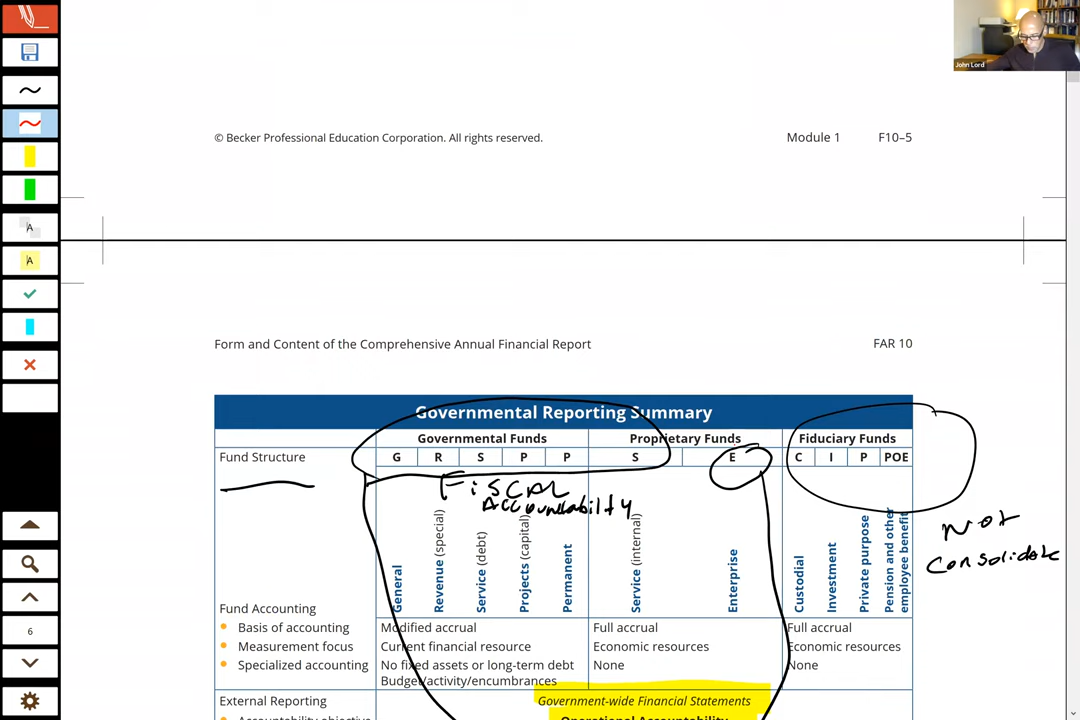 John Lord
© Becker Professional Education Corporation. All rights reserved. Module 1 F10–5
A
A
Form and Content of the Comprehensive Annual Financial Report FAR 10
Governmental Reporting Summary
Governmental Funds Proprietary Funds Fiduciary Funds
Fund Structure G R S P P S E C I P POE
Fiscal
Accountability
Not
Consolidate
General
Revenue (special)
Service (debt)
Projects (capital)
Permanent
Service (internal)
Enterprise
Custodial
Investment
Private purpose
Pension and other
employee benefit
Fund Accounting
Basis of accounting Modified accrual Full accrual Full accrual
Measurement focus Current financial resource Economic resources Economic resources
Specialized accounting No fixed assets or long-term debt None None
Budget/activity/encumbrances
External Reporting Government-wide Financial Statements
Accountability objective Operational Accountability
6